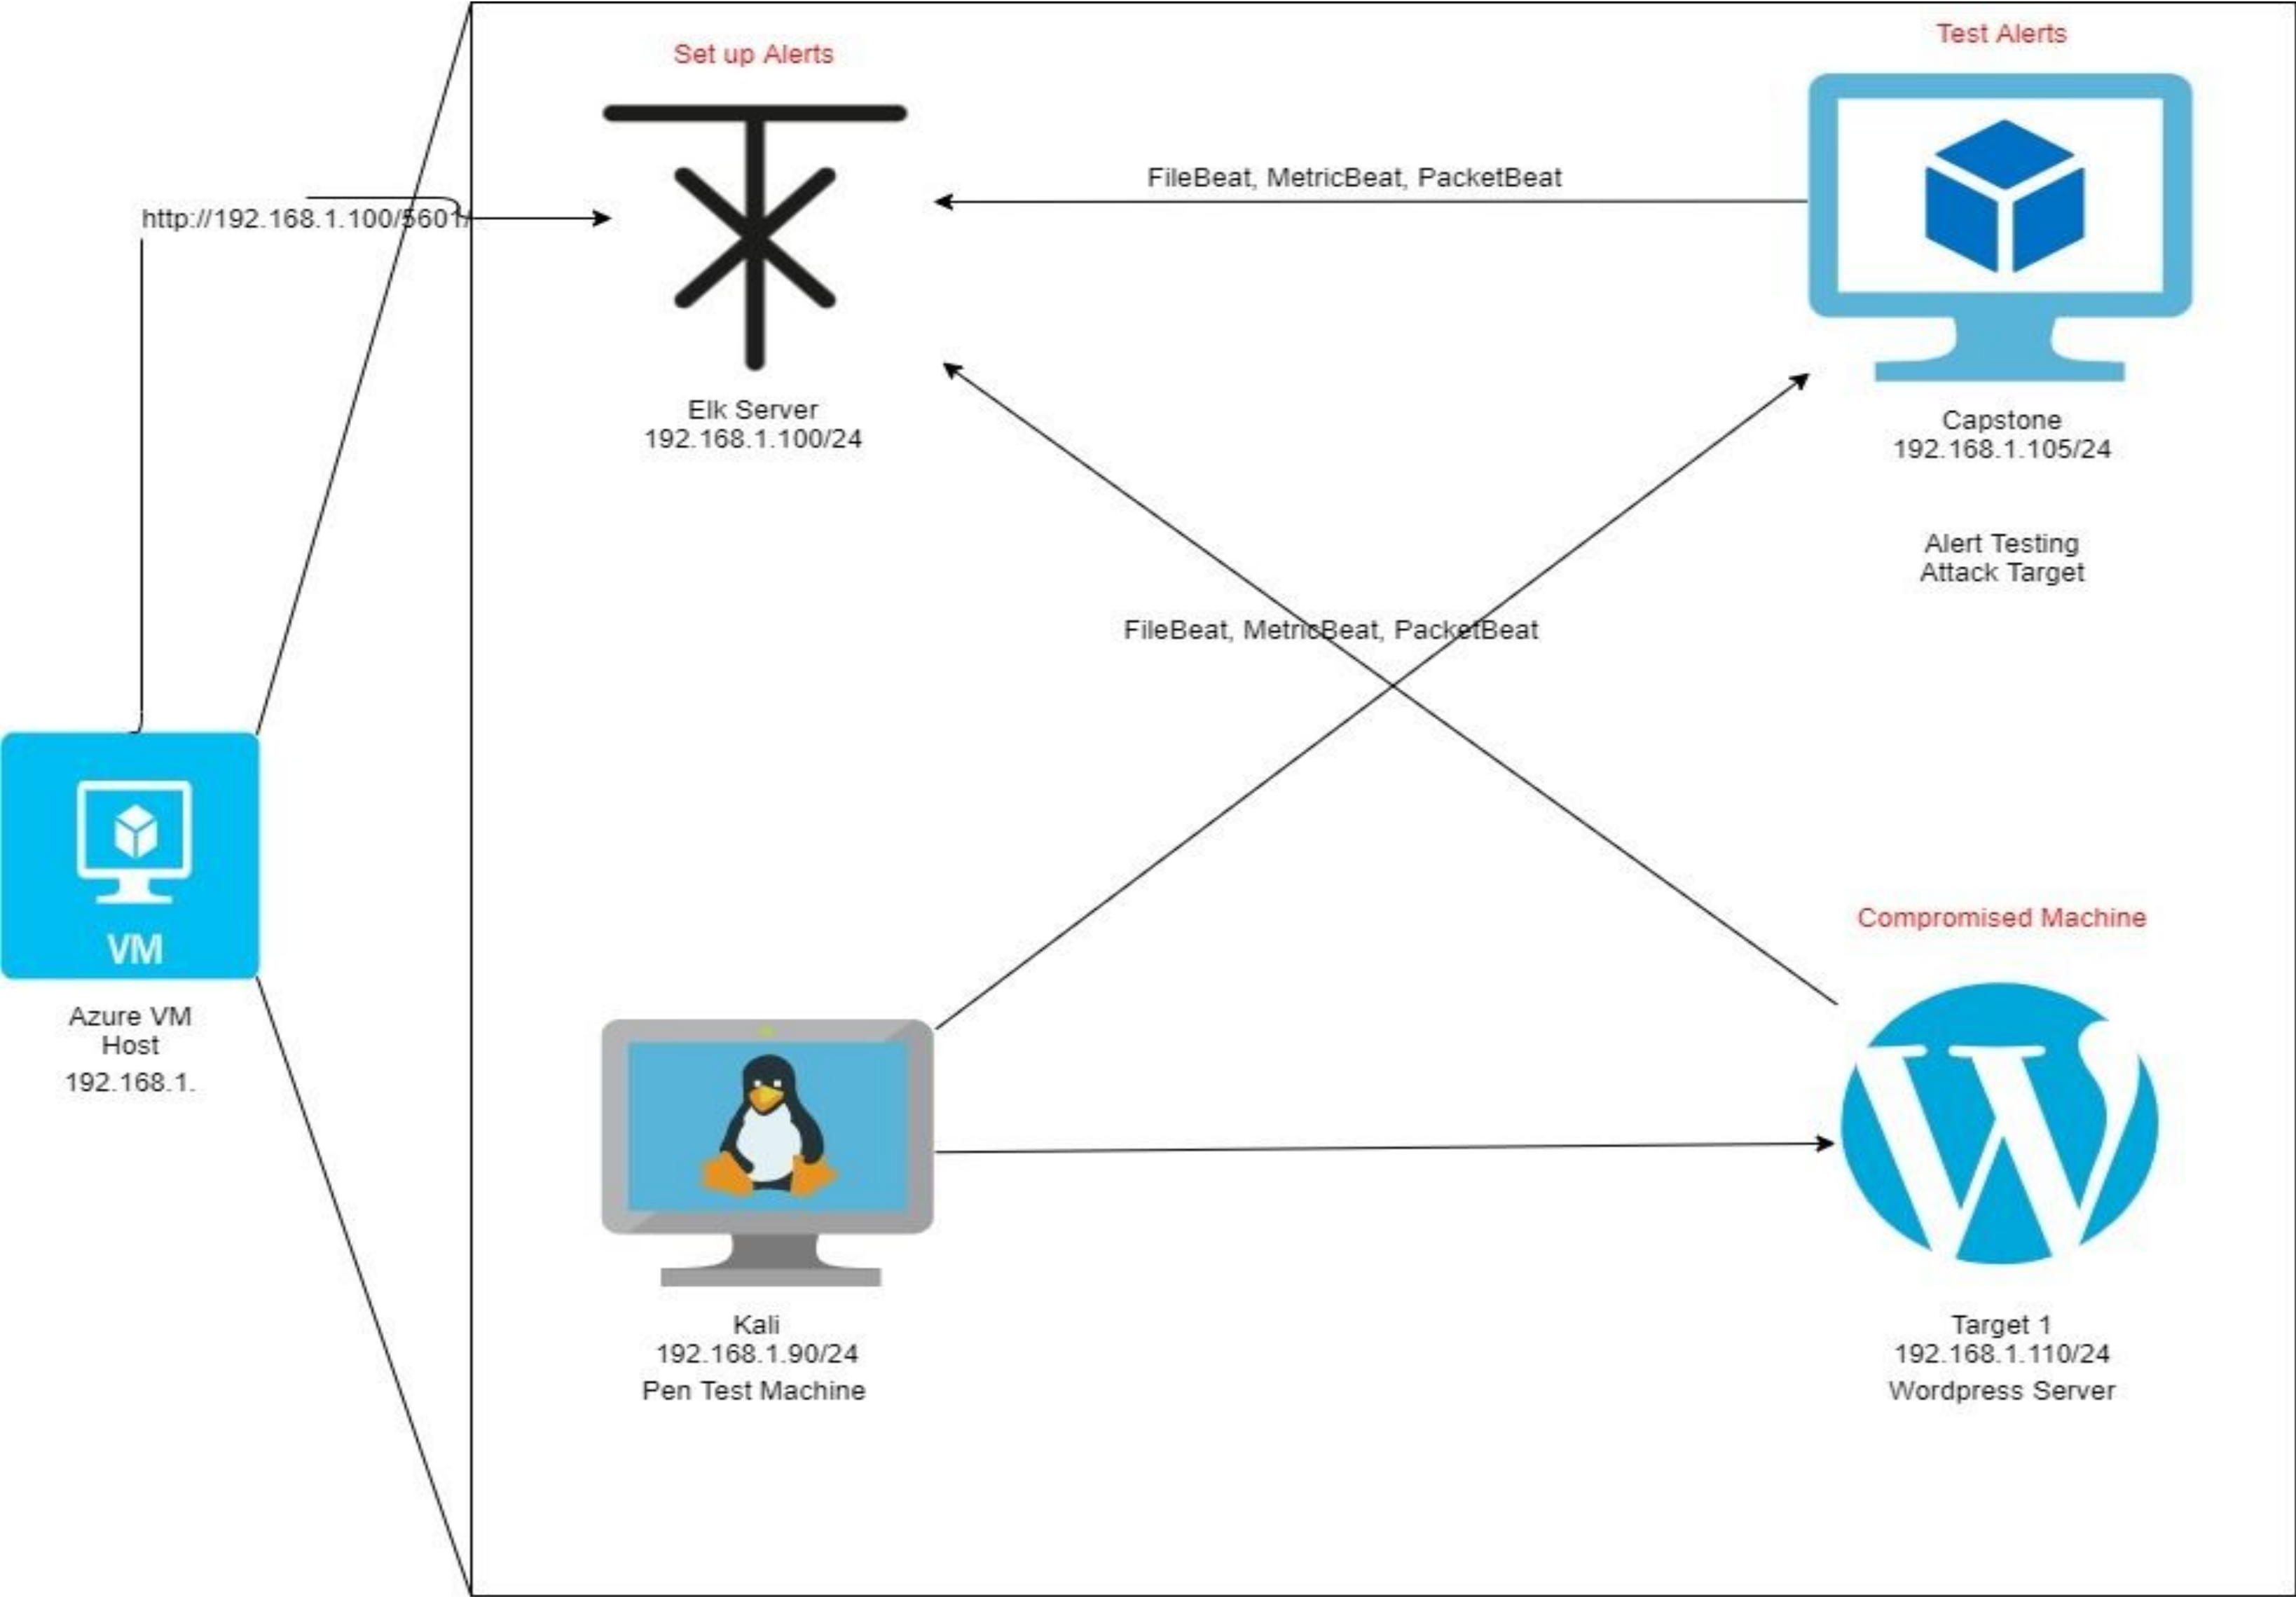 Set up Alerts
Test Alerts
FileBeat, MetricBeat, PacketBeat
http://192.168.1.100/5601/
Elk Server
192.168.1.100/24
Capstone
192.168.1.105/24
Alert Testing
Attack Target
FileBeat, MetricBeat, PacketBeat
Compromised Machine
VM
Azure VM
Host
192.168.1.
Kali
192.168.1.90/24
Pen Test Machine
Target 1
192.168.1.110/24
Wordpress Server